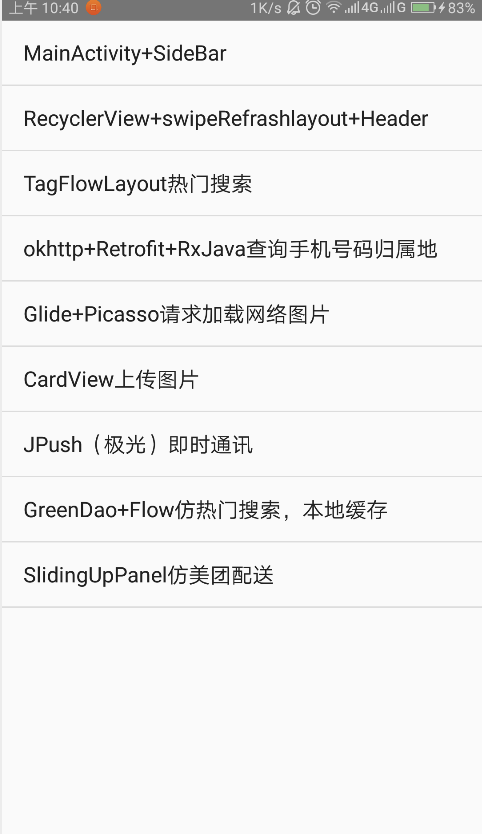 上午 10:40 1K/s 4G G 83%
MainActivity+SideBar
RecyclerView+swipeRefrashlayout+Header
TagFlowLayout热门搜索
okhttp+Retrofit+RxJava查询手机号码归属地
Glide+Picasso请求加载网络图片
CardView上传图片
JPush（极光）即时通讯
GreenDao+Flow仿热门搜索，本地缓存
SlidingUpPanel仿美团配送